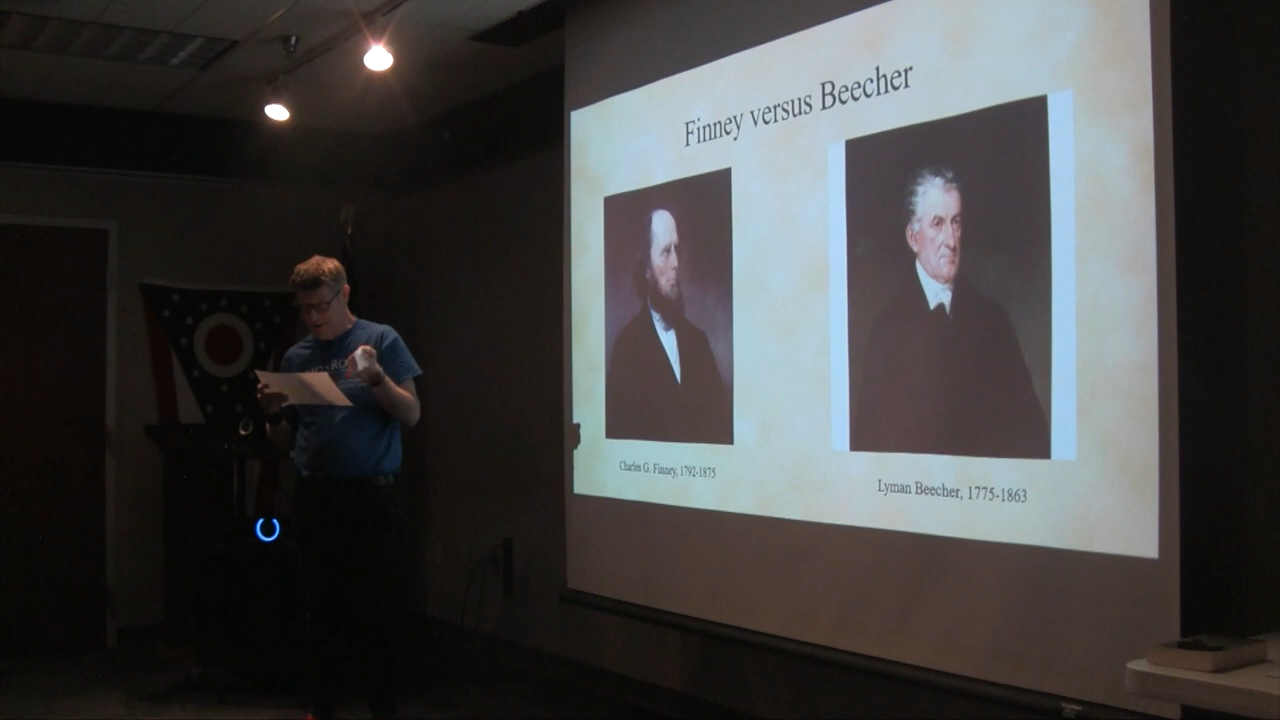 Finney versus Beecher
Charles G. Finney, 1792-1875
Lyman Beecher, 1775-1863